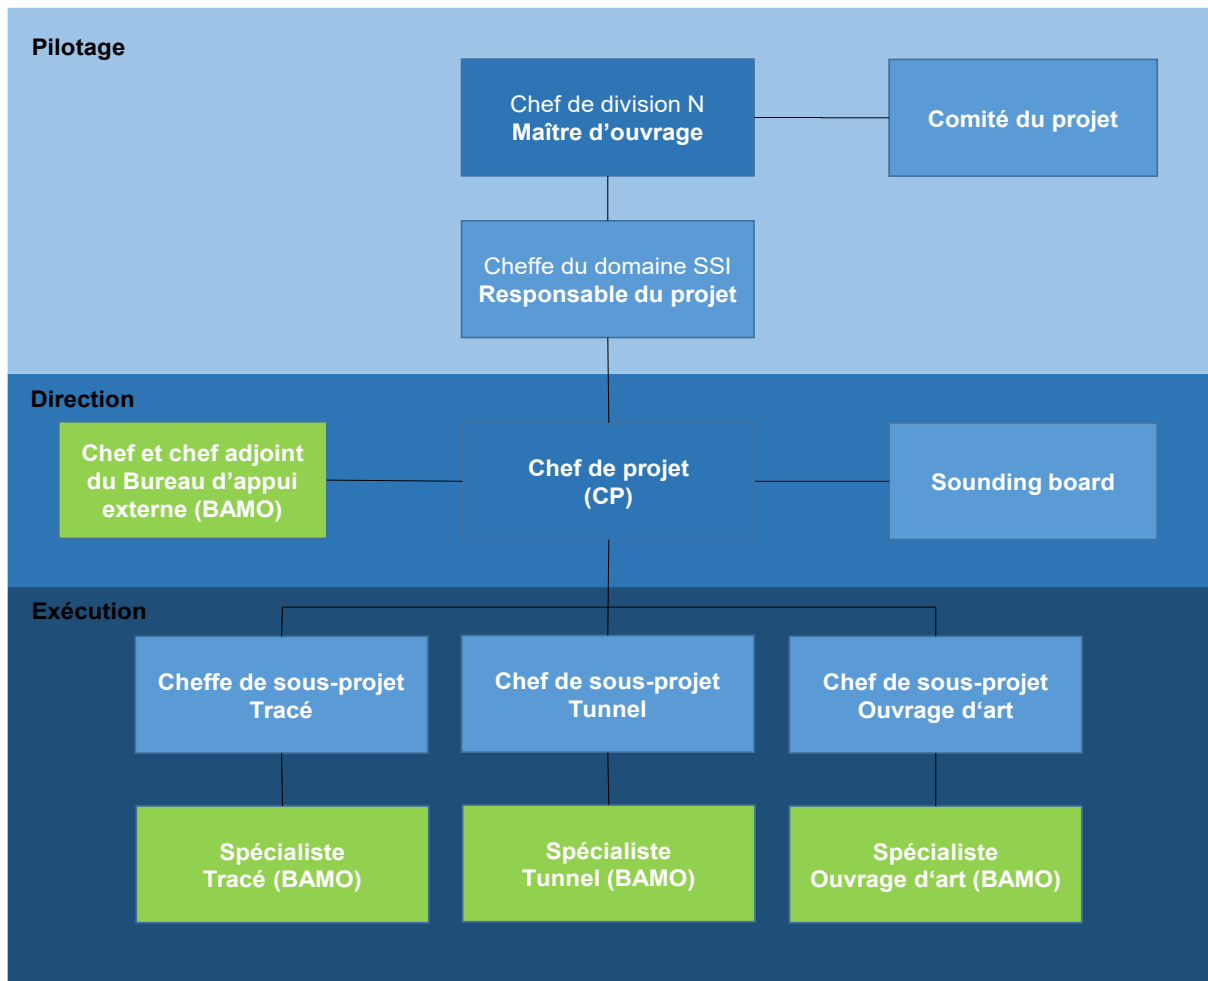 Pilotage
Chef de division N
Maître d’ouvrage
Comité du projet
Cheffe du domaine SSI
Responsable du projet
Direction
Chef et chef adjoint
du Bureau d’appui
externe (BAMO)
Chef de projet
(CP)
Sounding board
Exécution
Cheffe de sous-projet
Tracé
Chef de sous-projet
Tunnel
Chef de sous-projet
Ouvrage d‘art
Spécialiste
Tracé (BAMO)
Spécialiste
Tunnel (BAMO)
Spécialiste
Ouvrage d‘art (BAMO)